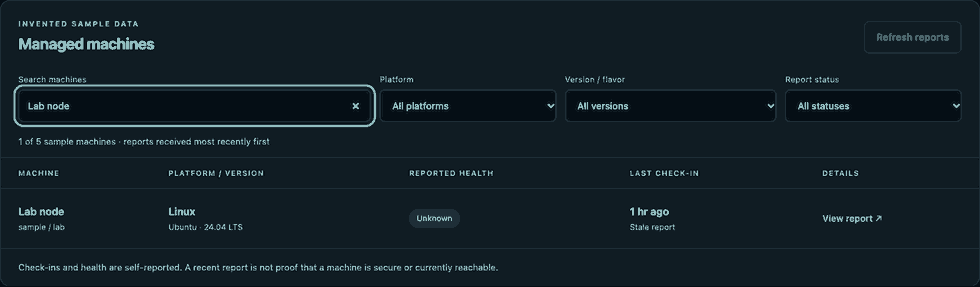 INVENTED SAMPLE DATA
Managed machines
Refresh reports
Search machines
Platform
Version / flavor
Report status
Lab node
All platforms
All versions
All statuses
1 of 5 sample machines · reports received most recently first
MACHINE
PLATFORM / VERSION
REPORTED HEALTH
LAST CHECK-IN
DETAILS
Lab node
Linux
Unknown
1 hr ago
View report ↗
sample / lab
Ubuntu · 24.04 LTS
Stale report
Check-ins and health are self-reported. A recent report is not proof that a machine is secure or currently reachable.